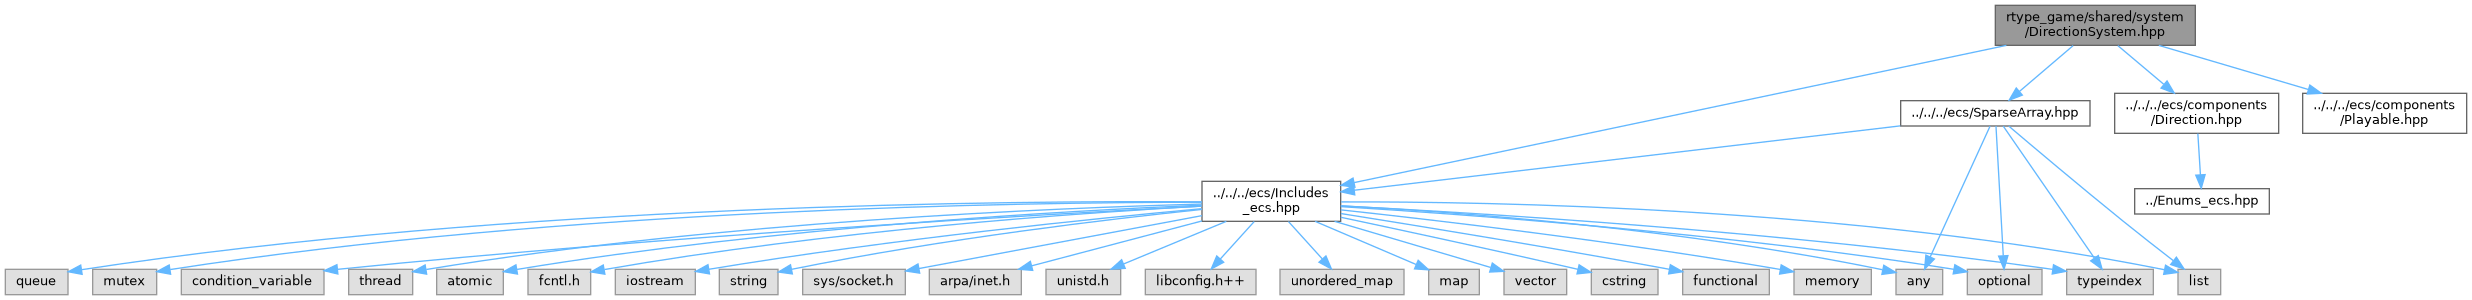 rtype_game/shared/system
/DirectionSystem.hpp
../../../ecs/SparseArray.hpp
../../../ecs/components
/Direction.hpp
../../../ecs/components
/Playable.hpp
../../../ecs/Includes
_ecs.hpp
../Enums_ecs.hpp
queue
mutex
condition_variable
thread
atomic
fcntl.h
iostream
string
sys/socket.h
arpa/inet.h
unistd.h
libconfig.h++
unordered_map
map
vector
cstring
functional
memory
any
optional
typeindex
list